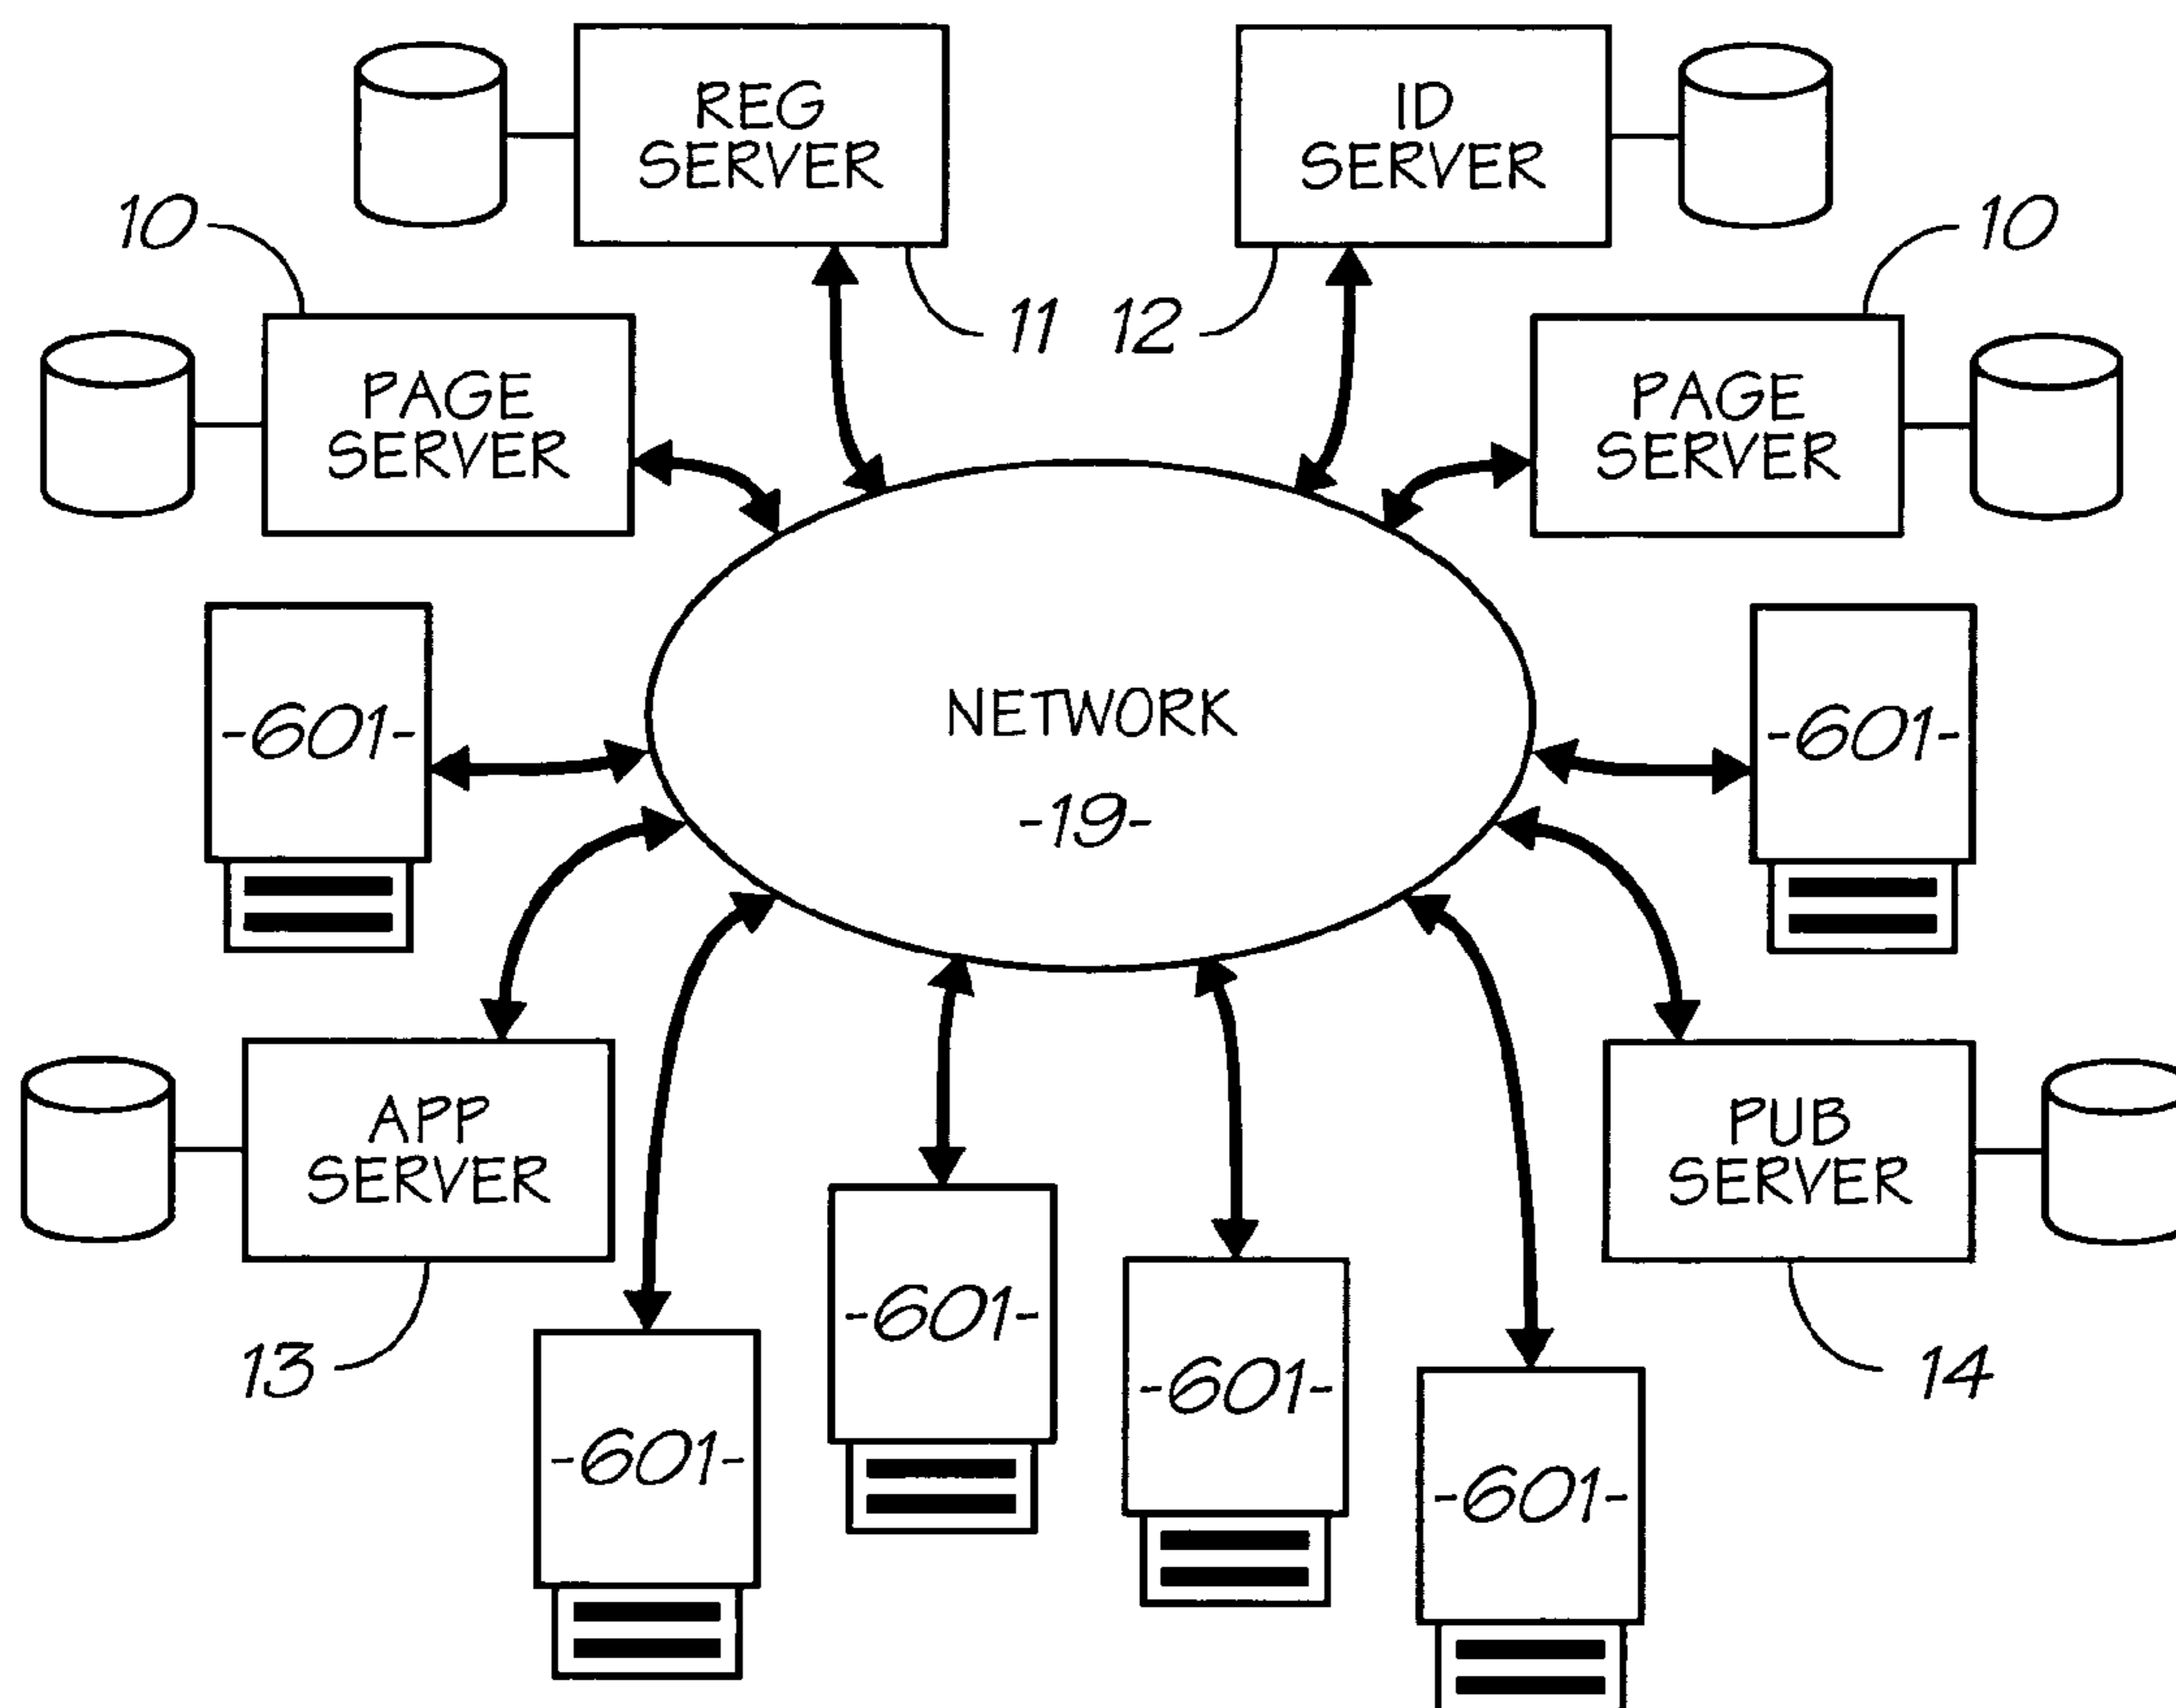 REG
SERVER
ID
SERVER
10
10
11
12
PAGE
SERVER
PAGE
SERVER
-601-
NETWORK
-19-
-601-
APP
SERVER
PUB
SERVER
13
-601-
-601-
-601-
-601-
14